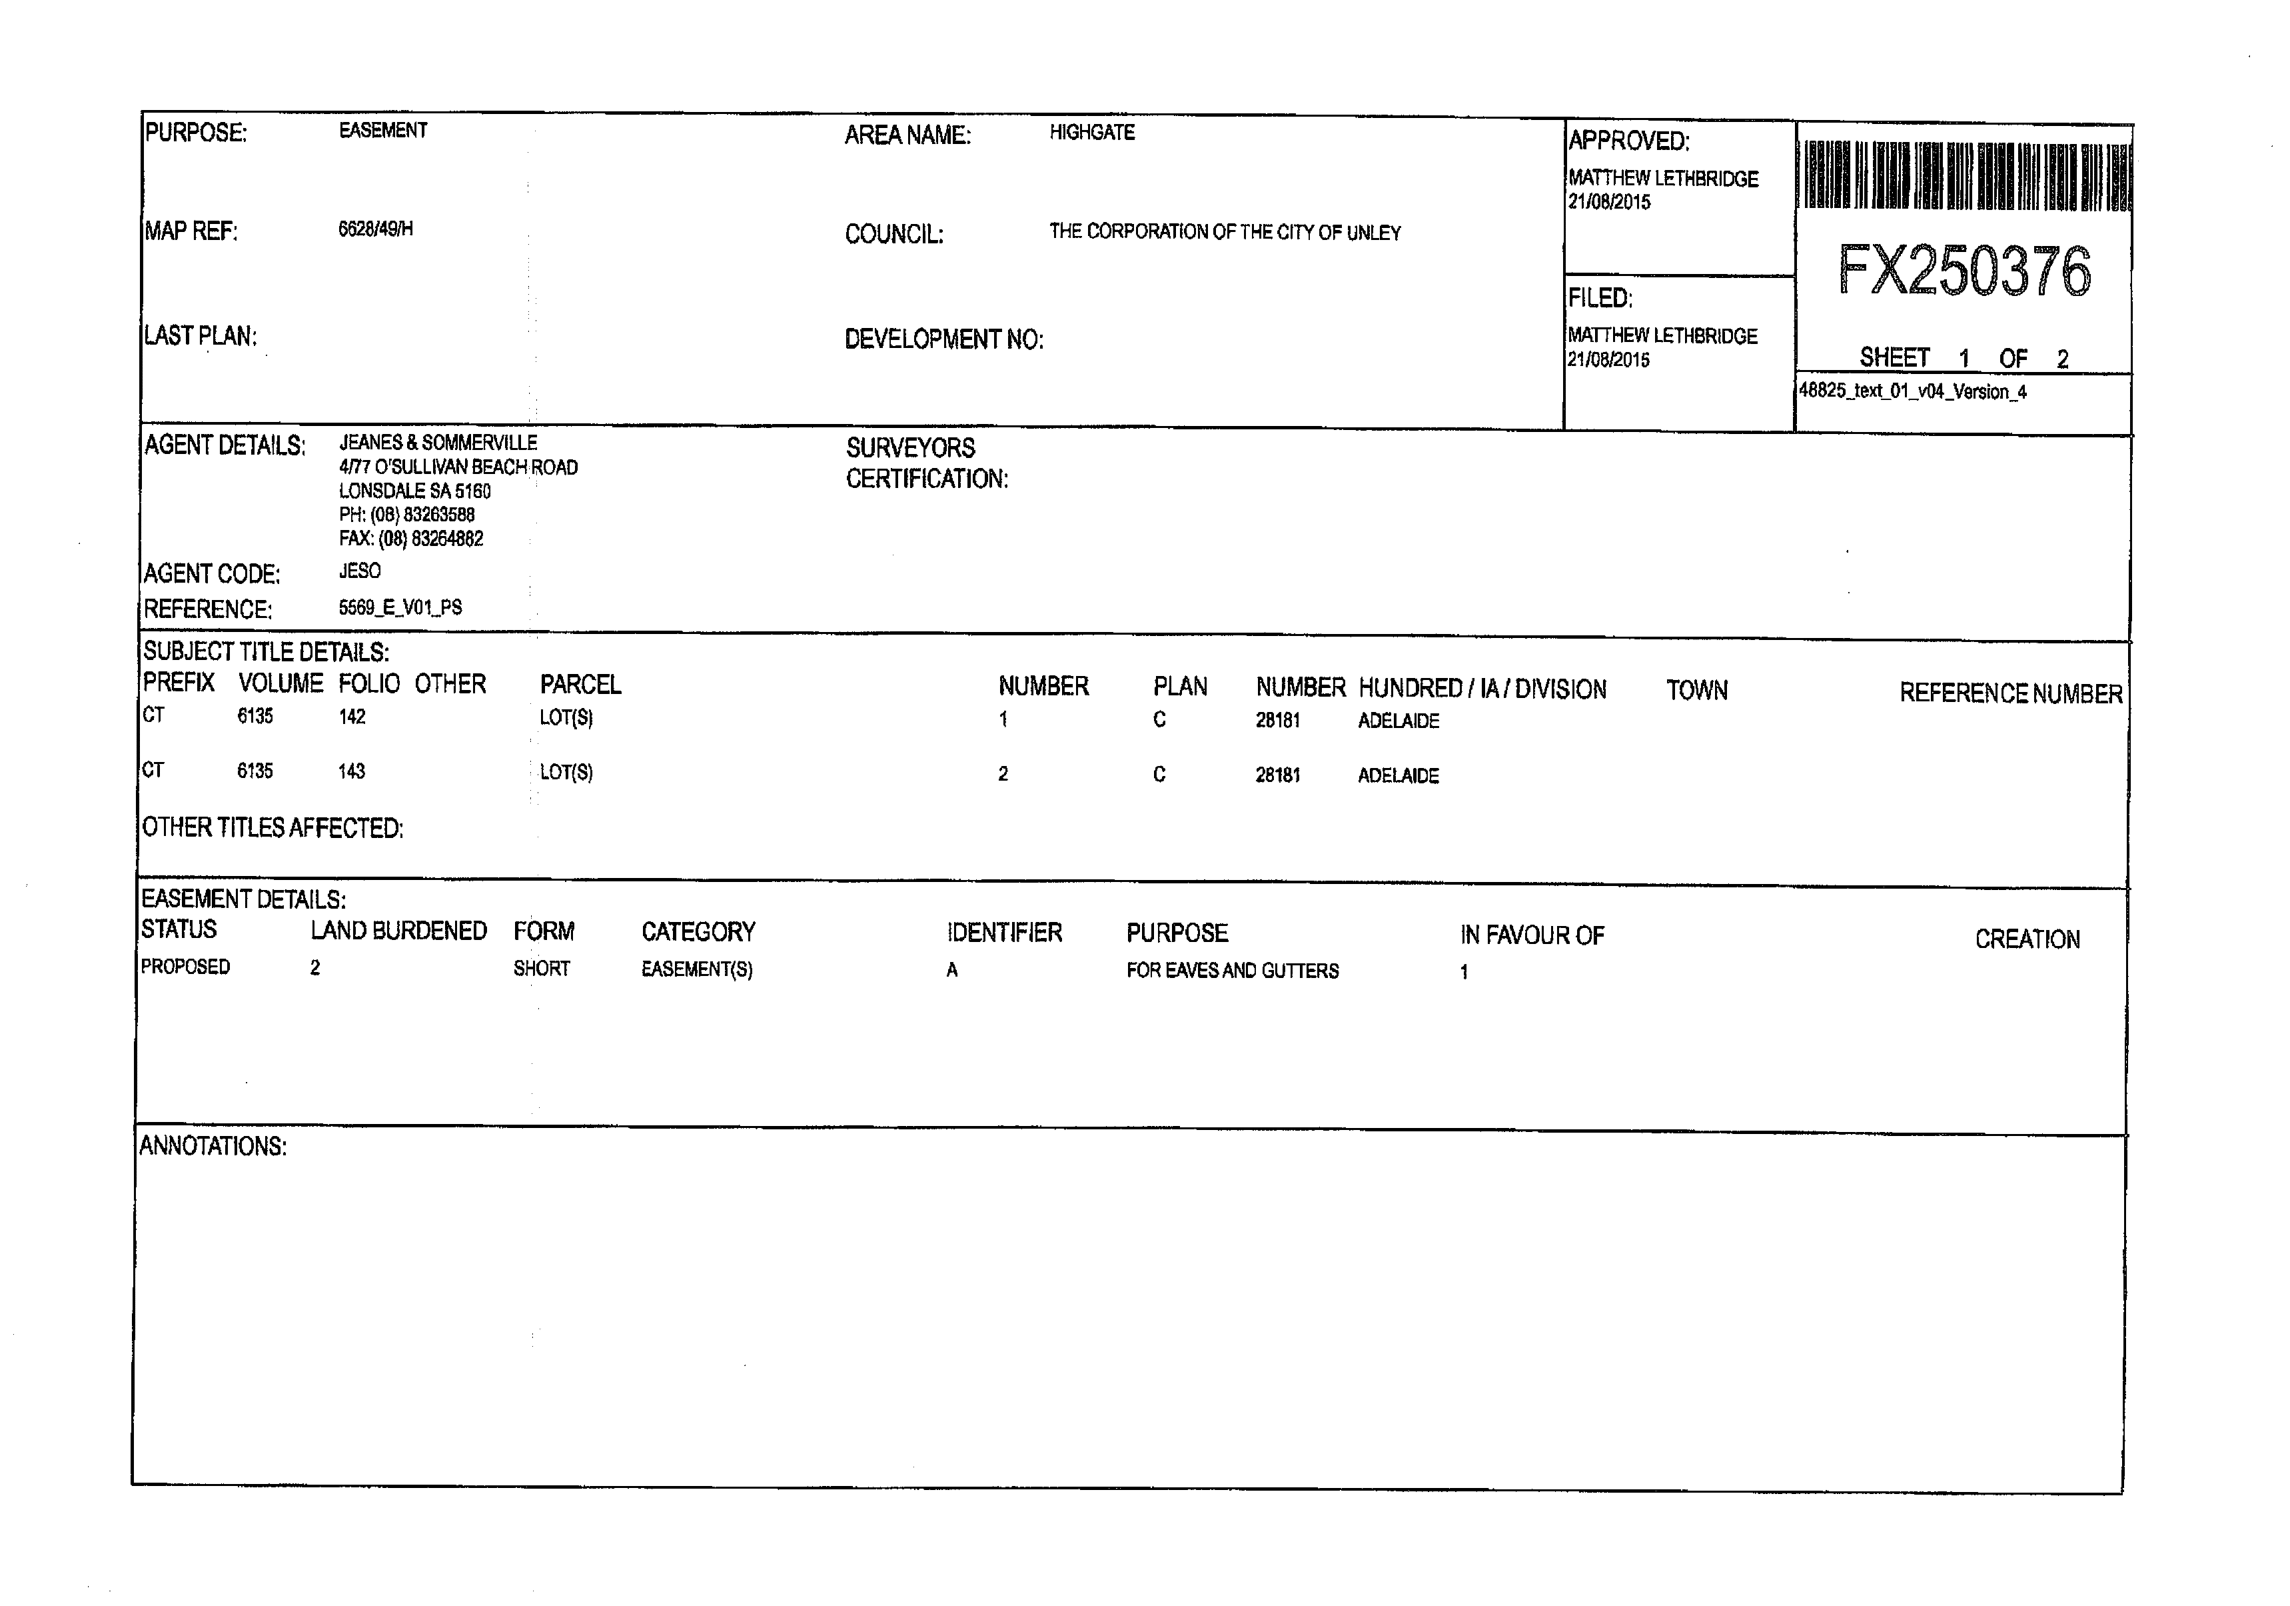 PURPOSE: EASEMENT AREA NAME: HIGHGATE APPROVED:
MATTHEW LETHBRIDGE
21/08/2015
MAP REF: 6628/49/H COUNCIL: THE CORPORATION OF THE CITY OF UNLEY
FX250376
FILED:
LAST PLAN: DEVELOPMENT NO: MATTHEW LETHBRIDGE
21/08/2015
SHEET 1 OF 2
48825_text_01_v04_Version_4
AGENT DETAILS: JEANES & SOMMERVILLE
4/77 O'SULLIVAN BEACH ROAD
LONSDALE SA 5160
PH: (08) 83263588
FAX: (08) 83264882
SURVEYORS
CERTIFICATION:
AGENT CODE: JESO
REFERENCE: 5569_E_V01_PS
SUBJECT TITLE DETAILS:
PREFIX VOLUME FOLIO OTHER PARCEL NUMBER PLAN NUMBER HUNDRED / IA / DIVISION TOWN REFERENCE NUMBER
CT 6135 142 LOT(S) 1 C 28181 ADELAIDE
CT 6135 143 LOT(S) 2 C 28181 ADELAIDE
OTHER TITLES AFFECTED:
EASEMENT DETAILS:
STATUS LAND BURDENED FORM CATEGORY IDENTIFIER PURPOSE IN FAVOUR OF CREATION
PROPOSED 2 SHORT EASEMENT(S) A FOR EAVES AND GUTTERS 1
ANNOTATIONS: